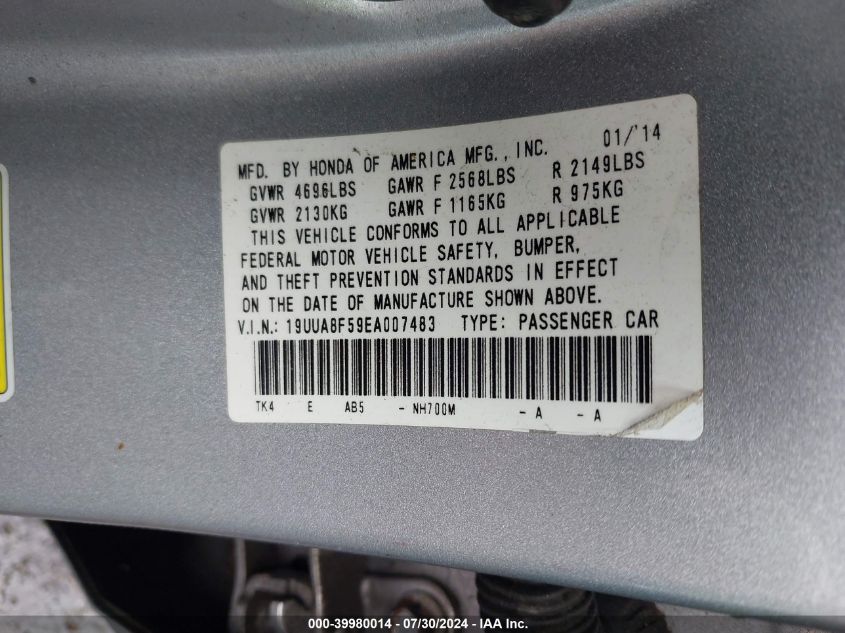 MFD. BY HONDA OF AMERICA MFG., INC. 01/'14
GVWR 4696LBS GAWR F 2568LBS R 2149LBS
GVWR 2130KG GAWR F 1165KG R 975KG
THIS VEHICLE CONFORMS TO ALL APPLICABLE
FEDERAL MOTOR VEHICLE SAFETY, BUMPER,
AND THEFT PREVENTION STANDARDS IN EFFECT
ON THE DATE OF MANUFACTURE SHOWN ABOVE.
V.I.N.: 19UUA8F59EA007483 TYPE: PASSENGER CAR
TK4 E AB5 - NH700M - A - A
000-39980014 - 07/30/2024 - IAA Inc.